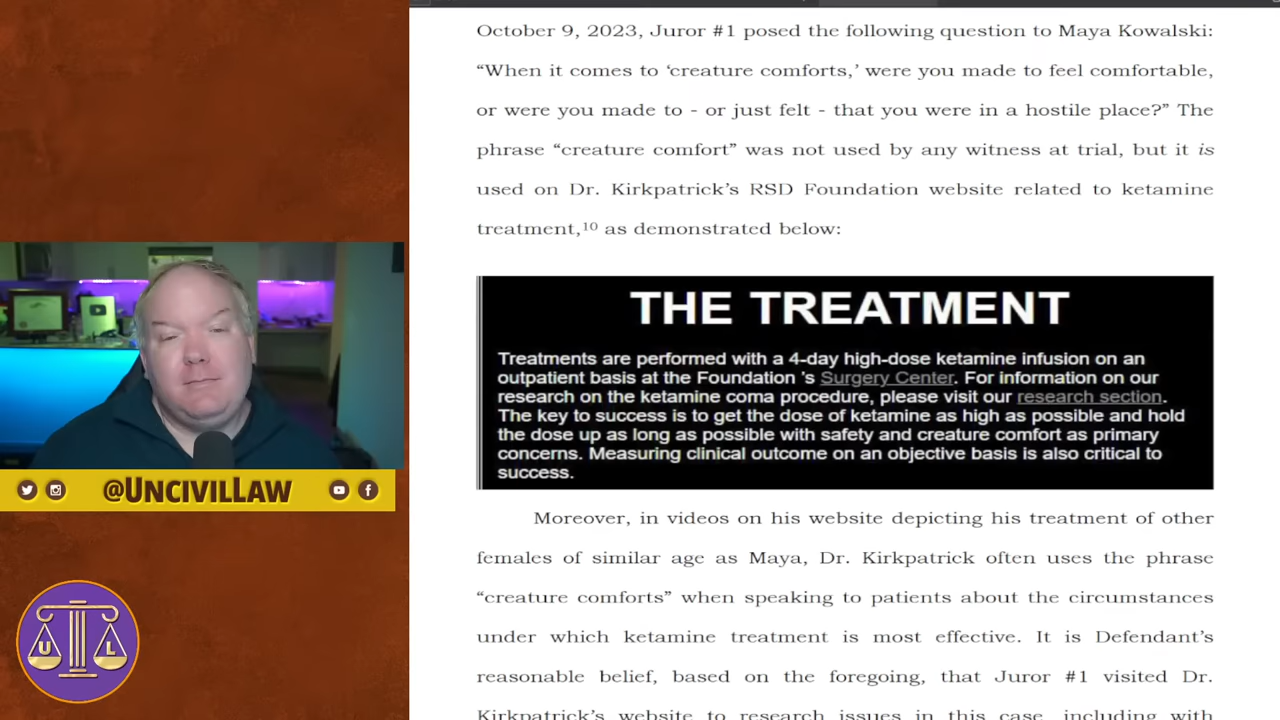 October 9, 2023, Juror #1 posed the following question to Maya Kowalski:
“When it comes to ‘creature comforts,’ were you made to feel comfortable,
or were you made to - or just felt - that you were in a hostile place?” The
phrase “creature comfort” was not used by any witness at trial, but it is
used on Dr. Kirkpatrick’s RSD Foundation website related to ketamine
treatment,¹⁰ as demonstrated below:
THE TREATMENT
Treatments are performed with a 4-day high-dose ketamine infusion on an
outpatient basis at the Foundation 's Surgery Center. For information on our
research on the ketamine coma procedure, please visit our research section.
The key to success is to get the dose of ketamine as high as possible and hold
the dose up as long as possible with safety and creature comfort as primary
concerns. Measuring clinical outcome on an objective basis is also critical to
success.
Moreover, in videos on his website depicting his treatment of other
females of similar age as Maya, Dr. Kirkpatrick often uses the phrase
“creature comforts” when speaking to patients about the circumstances
under which ketamine treatment is most effective. It is Defendant’s
reasonable belief, based on the foregoing, that Juror #1 visited Dr.
Kirkpatrick’s website to research issues in this case, including with
@UNCIVILLAW
U L